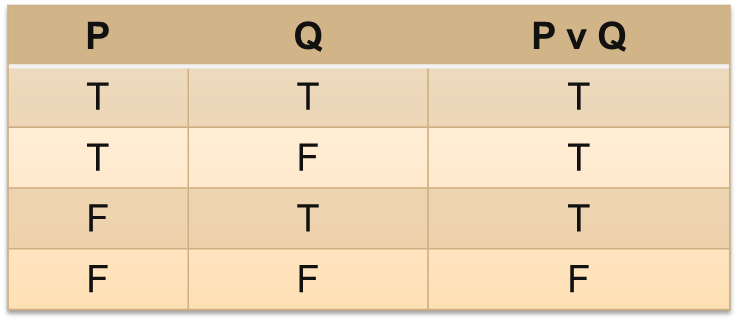 P Q P v Q
T T T
T F T
F T T
F F F